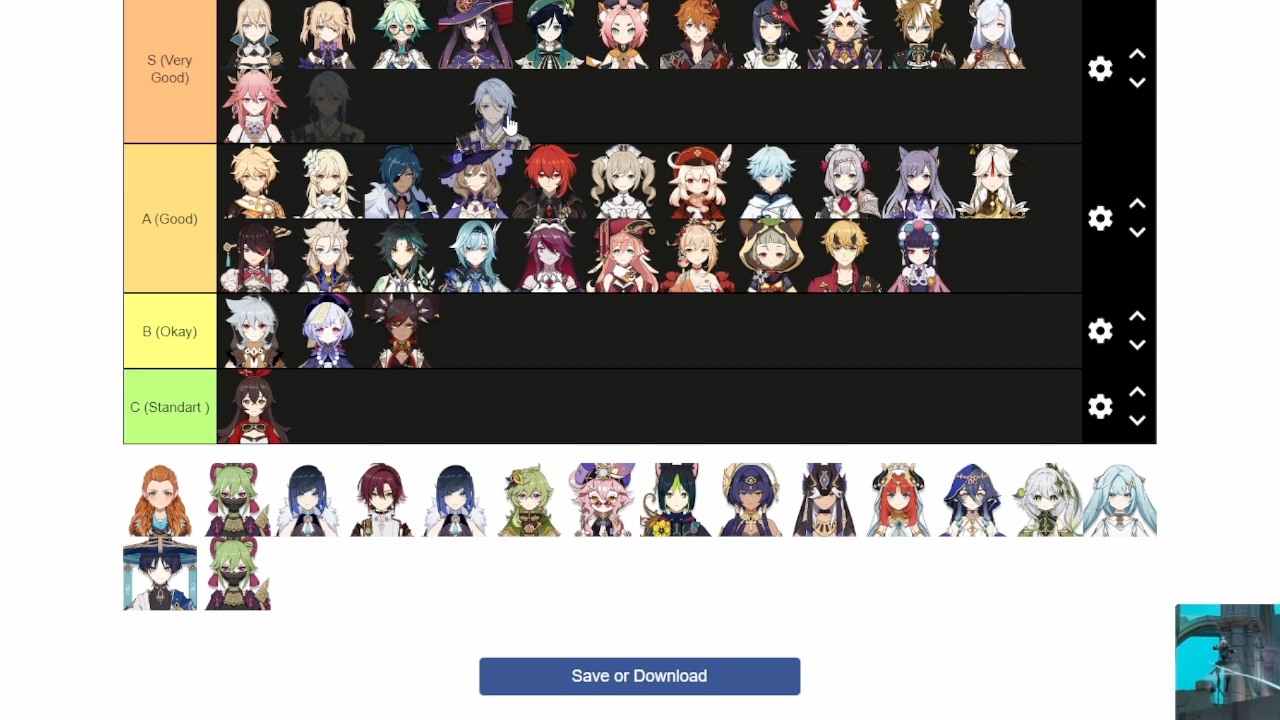 S (Very
Good)
A (Good)
B (Okay)
C (Standart )
Save or Download